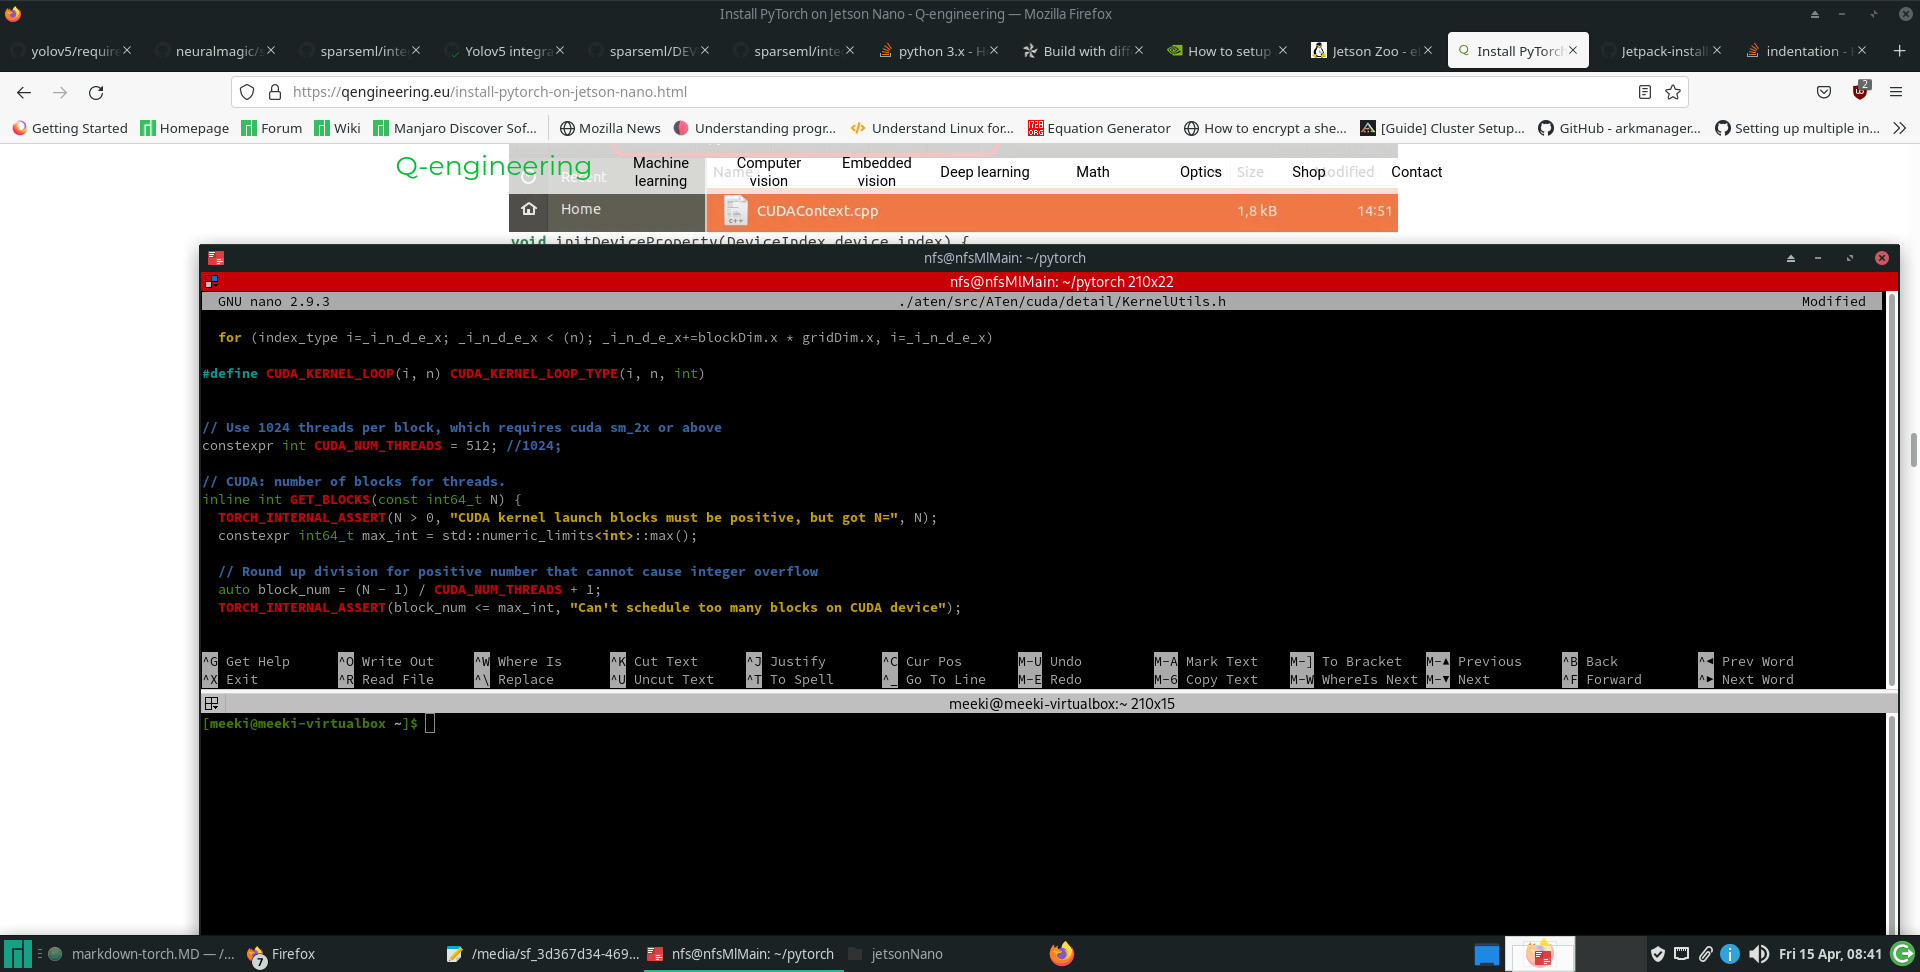 Install PyTorch on Jetson Nano - Q-engineering — Mozilla Firefox
yolov5/require
neuralmagic/s
sparseml/inte
Yolov5 integra
sparseml/DEV
sparseml/inte
python 3.x - H
Build with diff
How to setup
Jetson Zoo - e
Install PyTorch
Jetpack-install
indentation -
https://qengineering.eu/install-pytorch-on-jetson-nano.html
2
Getting Started
Homepage
Forum
Wiki
Manjaro Discover Sof...
Mozilla News
Understanding progr...
Understand Linux for...
Equation Generator
How to encrypt a she...
[Guide] Cluster Setup...
GitHub - arkmanager...
Setting up multiple in...
Q-engineering
Machine learning
Computer vision
Embedded vision
Deep learning
Math
Optics
Shop
Contact
Recent
Name
Size
Modified
Home
CUDAContext.cpp
1,8 kB
14:51
void initDeviceProperty(DeviceIndex device_index) {
nfs@nfsMlMain: ~/pytorch
nfs@nfsMlMain: ~/pytorch 210x22
GNU nano 2.9.3 ./aten/src/ATen/cuda/detail/KernelUtils.h Modified
for (index_type i=_i_n_d_e_x; _i_n_d_e_x < (n); _i_n_d_e_x+=blockDim.x * gridDim.x, i=_i_n_d_e_x)
#define CUDA_KERNEL_LOOP(i, n) CUDA_KERNEL_LOOP_TYPE(i, n, int)
// Use 1024 threads per block, which requires cuda sm_2x or above
constexpr int CUDA_NUM_THREADS = 512; //1024;
// CUDA: number of blocks for threads.
inline int GET_BLOCKS(const int64_t N) {
TORCH_INTERNAL_ASSERT(N > 0, "CUDA kernel launch blocks must be positive, but got N=", N);
constexpr int64_t max_int = std::numeric_limits<int>::max();
// Round up division for positive number that cannot cause integer overflow
auto block_num = (N - 1) / CUDA_NUM_THREADS + 1;
TORCH_INTERNAL_ASSERT(block_num <= max_int, "Can't schedule too many blocks on CUDA device");
^G Get Help ^O Write Out ^W Where Is ^K Cut Text ^J Justify ^C Cur Pos M-U Undo M-A Mark Text M-] To Bracket M-▲ Previous ^B Back ^◄ Prev Word
^X Exit ^R Read File ^\ Replace ^U Uncut Text ^T To Spell ^_ Go To Line M-E Redo M-6 Copy Text M-W WhereIs Next M-▼ Next ^F Forward ^► Next Word
meeki@meeki-virtualbox:~ 210x15
[meeki@meeki-virtualbox ~]$
markdown-torch.MD — /...
7
Firefox
/media/sf_3d367d34-469...
nfs@nfsMlMain: ~/pytorch
jetsonNano
Fri 15 Apr, 08:41